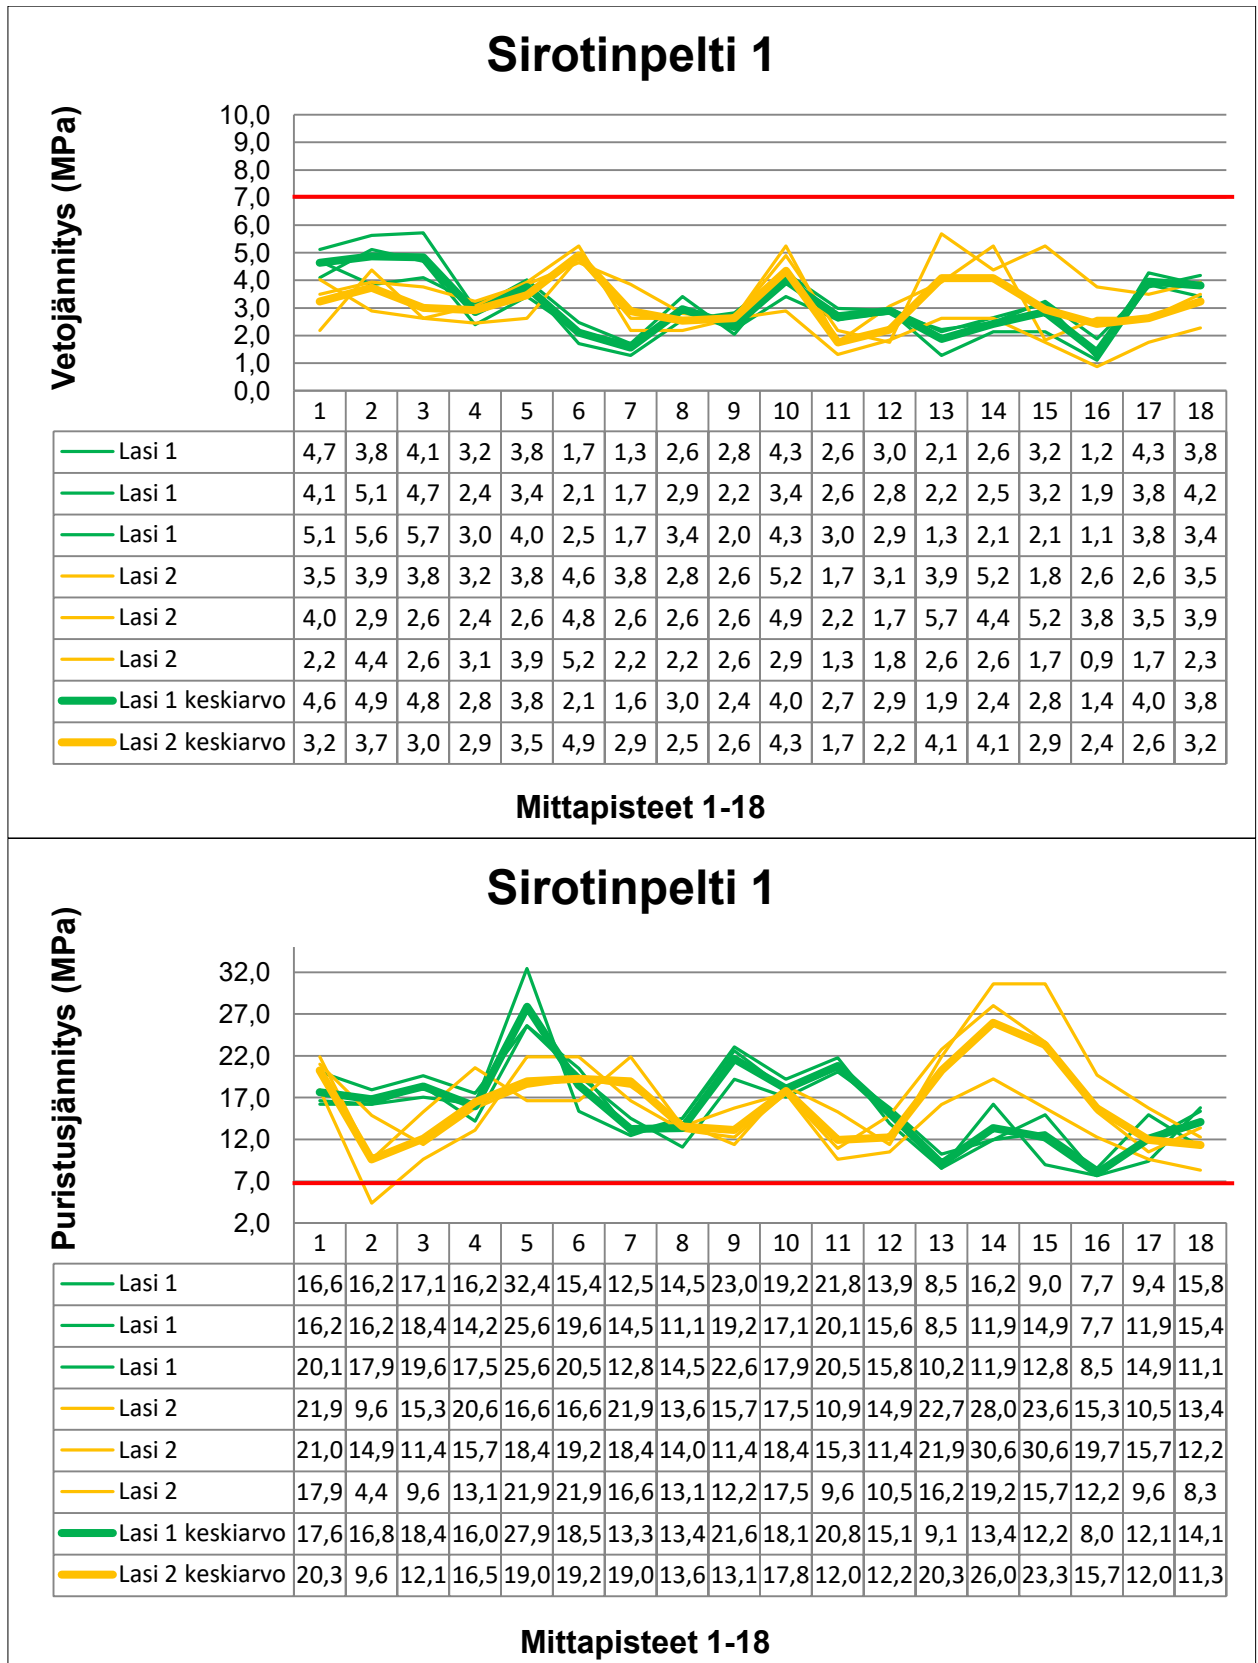 Sirotinpelti 1
Vetojännitys (MPa)
10,0
9,0
8,0
7,0
6,0
5,0
4,0
3,0
2,0
1,0
0,0
1 2 3 4 5 6 7 8 9 10 11 12 13 14 15 16 17 18
Lasi 1 4,7 3,8 4,1 3,2 3,8 1,7 1,3 2,6 2,8 4,3 2,6 3,0 2,1 2,6 3,2 1,2 4,3 3,8
Lasi 1 4,1 5,1 4,7 2,4 3,4 2,1 1,7 2,9 2,2 3,4 2,6 2,8 2,2 2,5 3,2 1,9 3,8 4,2
Lasi 1 5,1 5,6 5,7 3,0 4,0 2,5 1,7 3,4 2,0 4,3 3,0 2,9 1,3 2,1 2,1 1,1 3,8 3,4
Lasi 2 3,5 3,9 3,8 3,2 3,8 4,6 3,8 2,8 2,6 5,2 1,7 3,1 3,9 5,2 1,8 2,6 2,6 3,5
Lasi 2 4,0 2,9 2,6 2,4 2,6 4,8 2,6 2,6 2,6 4,9 2,2 1,7 5,7 4,4 5,2 3,8 3,5 3,9
Lasi 2 2,2 4,4 2,6 3,1 3,9 5,2 2,2 2,2 2,6 2,9 1,3 1,8 2,6 2,6 1,7 0,9 1,7 2,3
Lasi 1 keskiarvo 4,6 4,9 4,8 2,8 3,8 2,1 1,6 3,0 2,4 4,0 2,7 2,9 1,9 2,4 2,8 1,4 4,0 3,8
Lasi 2 keskiarvo 3,2 3,7 3,0 2,9 3,5 4,9 2,9 2,5 2,6 4,3 1,7 2,2 4,1 4,1 2,9 2,4 2,6 3,2
Mittapisteet 1-18
Sirotinpelti 1
Puristusjännitys (MPa)
32,0
27,0
22,0
17,0
12,0
7,0
2,0
1 2 3 4 5 6 7 8 9 10 11 12 13 14 15 16 17 18
Lasi 1 16,6 16,2 17,1 16,2 32,4 15,4 12,5 14,5 23,0 19,2 21,8 13,9 8,5 16,2 9,0 7,7 9,4 15,8
Lasi 1 16,2 16,2 18,4 14,2 25,6 19,6 14,5 11,1 19,2 17,1 20,1 15,6 8,5 11,9 14,9 7,7 11,9 15,4
Lasi 1 20,1 17,9 19,6 17,5 25,6 20,5 12,8 14,5 22,6 17,9 20,5 15,8 10,2 11,9 12,8 8,5 14,9 11,1
Lasi 2 21,9 9,6 15,3 20,6 16,6 16,6 21,9 13,6 15,7 17,5 10,9 14,9 22,7 28,0 23,6 15,3 10,5 13,4
Lasi 2 21,0 14,9 11,4 15,7 18,4 19,2 18,4 14,0 11,4 18,4 15,3 11,4 21,9 30,6 30,6 19,7 15,7 12,2
Lasi 2 17,9 4,4 9,6 13,1 21,9 21,9 16,6 13,1 12,2 17,5 9,6 10,5 16,2 19,2 15,7 12,2 9,6 8,3
Lasi 1 keskiarvo 17,6 16,8 18,4 16,0 27,9 18,5 13,3 13,4 21,6 18,1 20,8 15,1 9,1 13,4 12,2 8,0 12,1 14,1
Lasi 2 keskiarvo 20,3 9,6 12,1 16,5 19,0 19,2 19,0 13,6 13,1 17,8 12,0 12,2 20,3 26,0 23,3 15,7 12,0 11,3
Mittapisteet 1-18